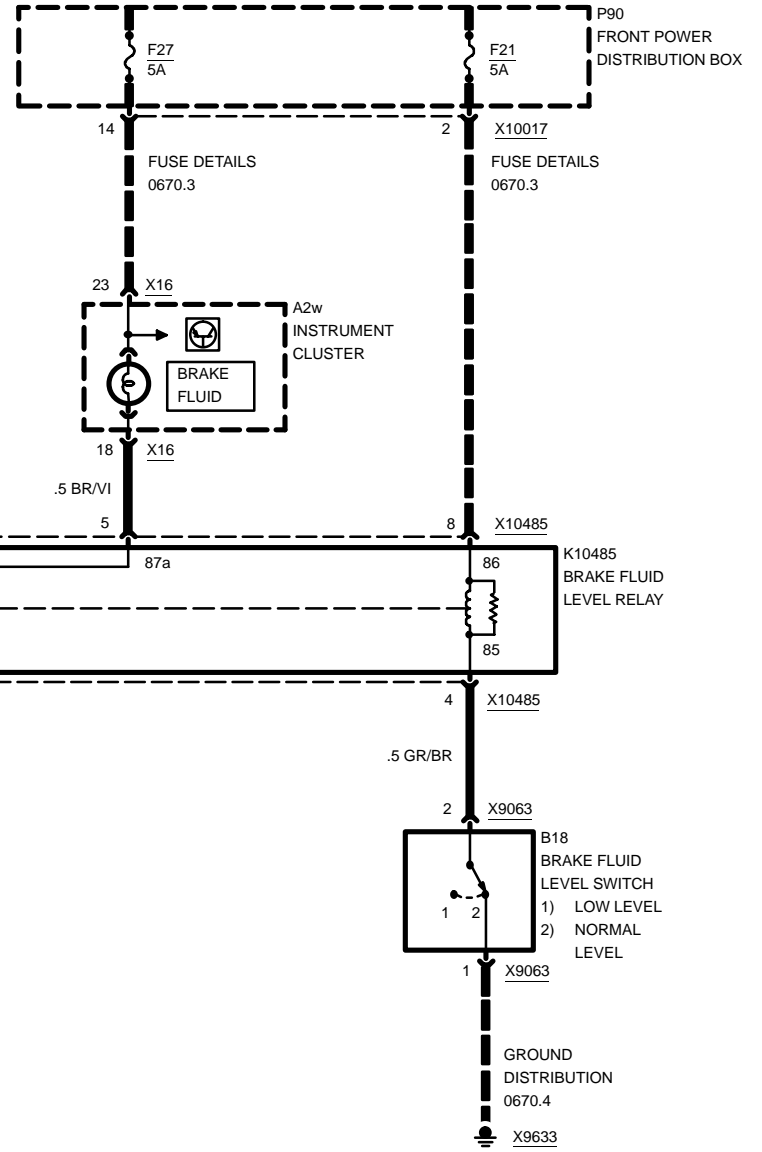 P90
FRONT POWER
DISTRIBUTION BOX
F27
5A
F21
5A
14
2
X10017
FUSE DETAILS
0670.3
FUSE DETAILS
0670.3
23
X16
A2w
INSTRUMENT
CLUSTER
BRAKE
FLUID
18
X16
.5 BR/VI
5
8
X10485
87a
86
K10485
BRAKE FLUID
LEVEL RELAY
85
4
X10485
.5 GR/BR
2
X9063
B18
BRAKE FLUID
LEVEL SWITCH
1) LOW LEVEL
2) NORMAL
LEVEL
1 2
1
X9063
GROUND
DISTRIBUTION
0670.4
X9633